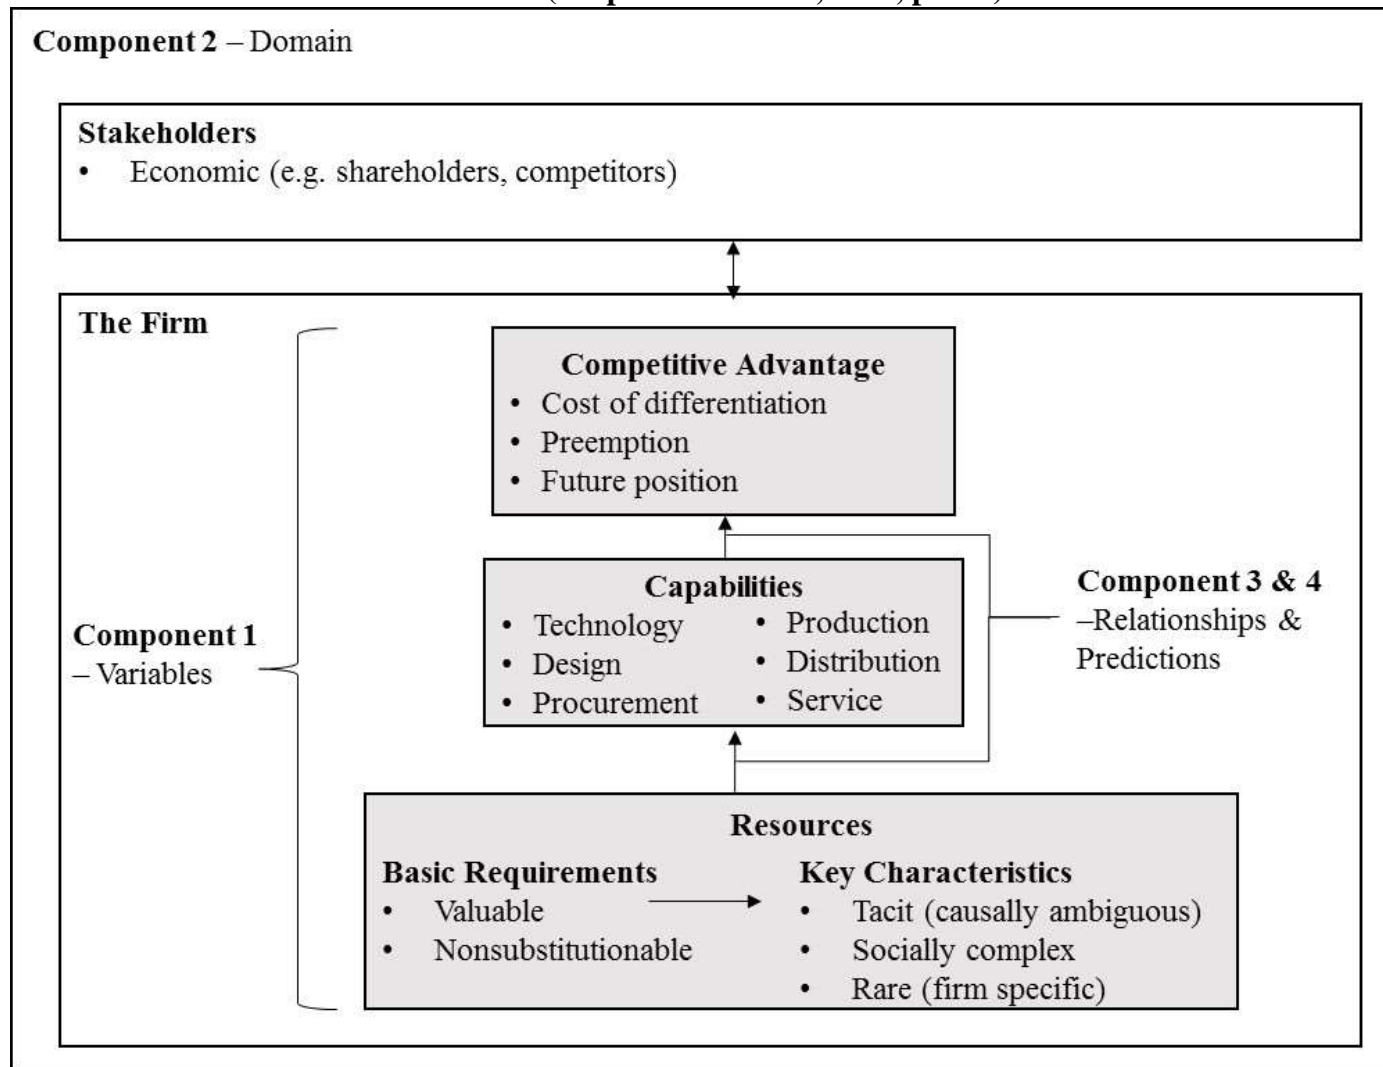 Component 2 – Domain
Stakeholders
• Economic (e.g. shareholders, competitors)
The Firm
Competitive Advantage
• Cost of differentiation
• Preemption
• Future position
Capabilities
• Technology
• Design
• Procurement
• Production
• Distribution
• Service
Component 1
– Variables
Component 3 & 4
–Relationships &
Predictions
Resources
Basic Requirements
• Valuable
• Nonsubstitutionable
Key Characteristics
• Tacit (causally ambiguous)
• Socially complex
• Rare (firm specific)